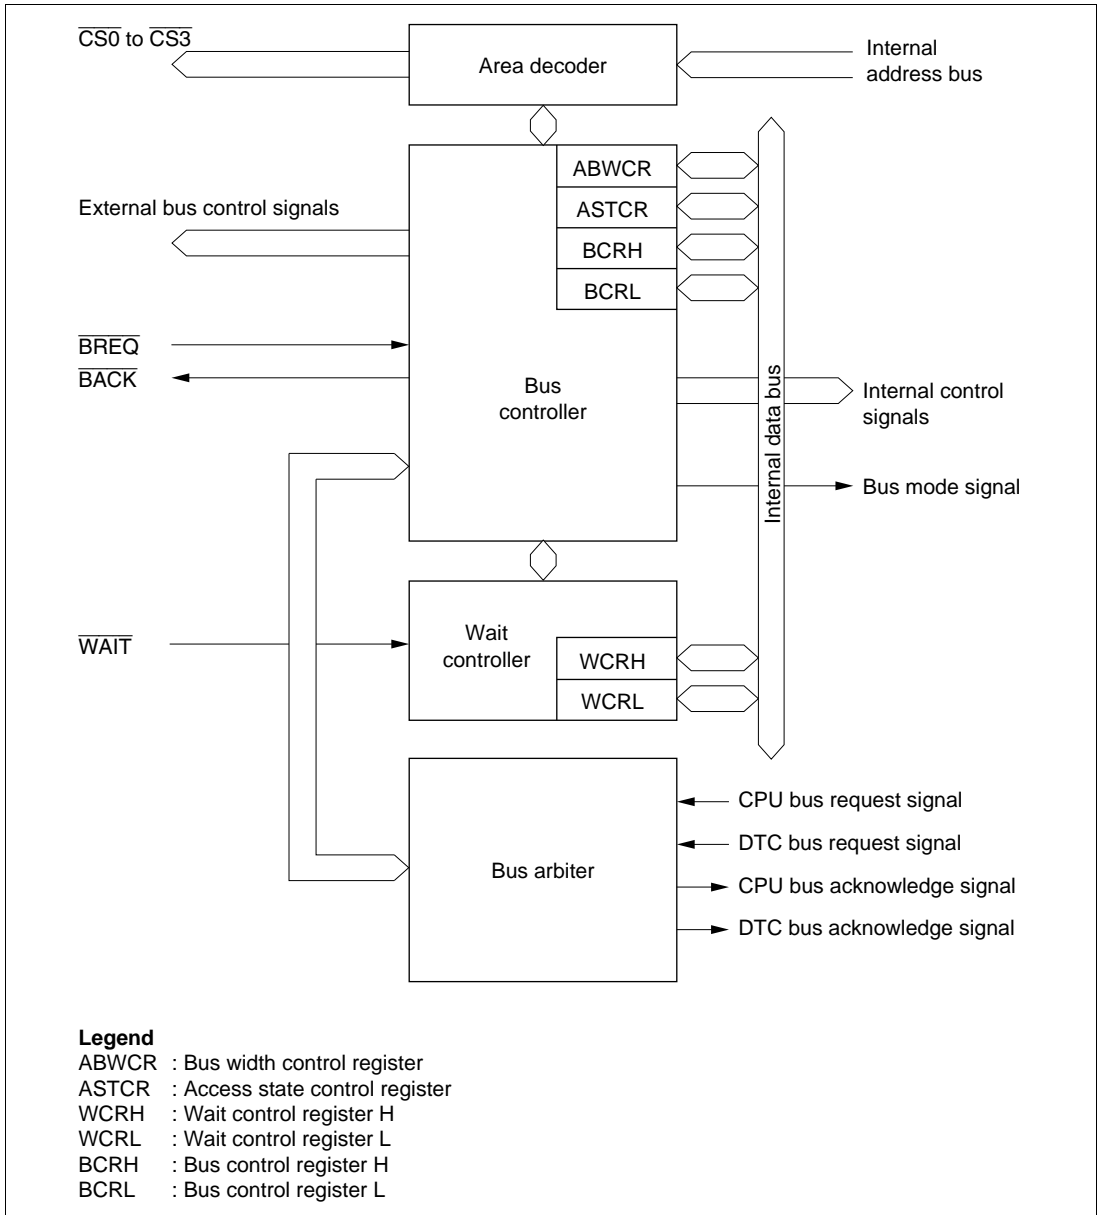 CS0 to CS3
Area decoder
Internal
address bus
ABWCR
ASTCR
BCRH
BCRL
External bus control signals
BREQ
BACK
Bus
controller
Internal data bus
Internal control
signals
Bus mode signal
WAIT
Wait
controller
WCRH
WCRL
Bus arbiter
CPU bus request signal
DTC bus request signal
CPU bus acknowledge signal
DTC bus acknowledge signal
Legend
ABWCR : Bus width control register
ASTCR : Access state control register
WCRH : Wait control register H
WCRL : Wait control register L
BCRH : Bus control register H
BCRL : Bus control register L